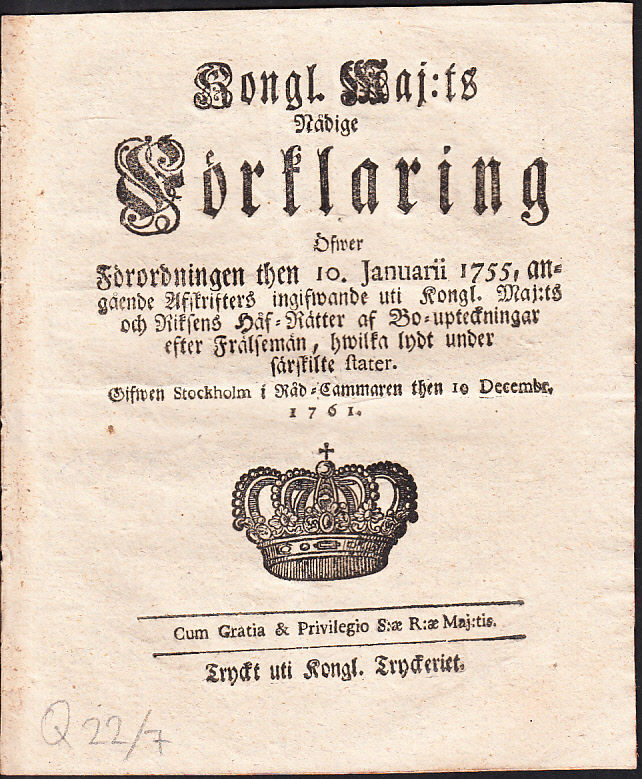 Kongl. Maj:ts
Nådige
Förklaring
Öfwer
Förordningen then 10. Januarii 1755, an-
gående Afskrifters ingifwande uti Kongl. Maj:ts
och Riksens Håf-Rätter af Bo-upteckningar
efter Frälsemän, hwilka lydt under
särskilte stater.
Gifwen Stockholm i Råd-Cammaren then 10 Decembr.
1761.
Cum Gratia & Privilegio S:æ R:æ Maj:tis.
Tryckt uti Kongl. Tryckeriet.
Q 22/7